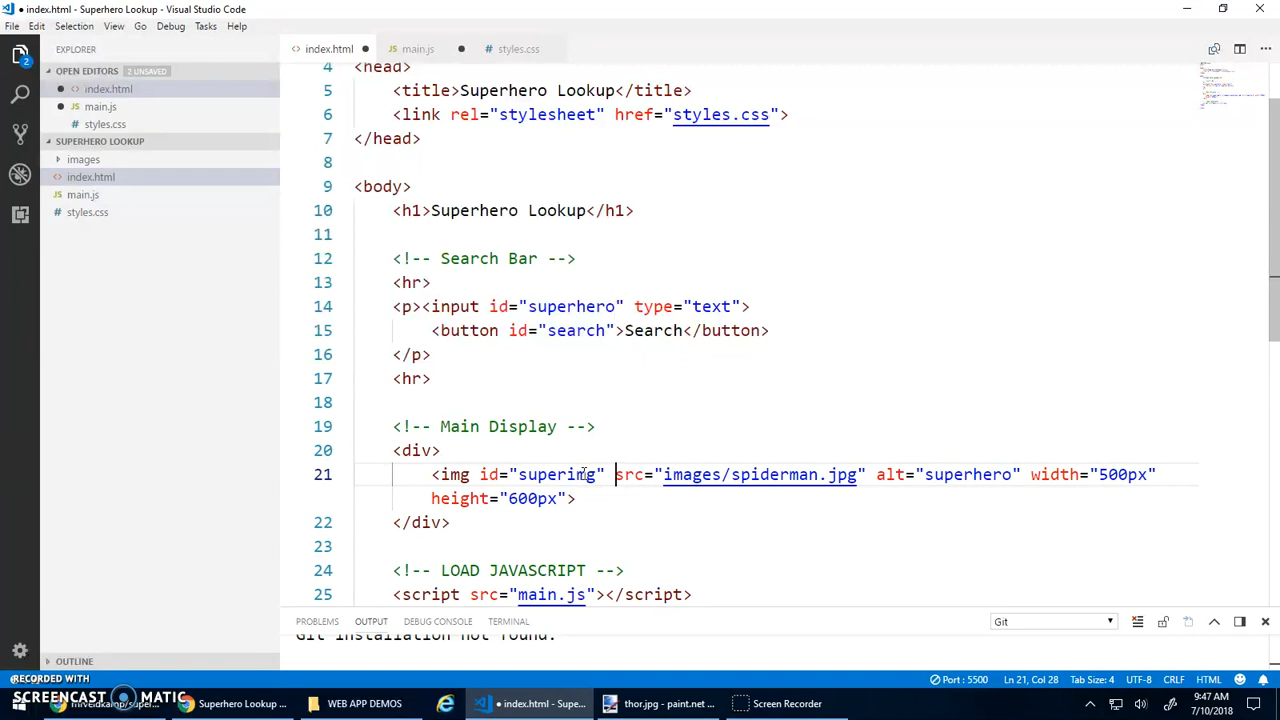 ● index.html - Superhero Lookup - Visual Studio Code
File Edit Selection View Go Debug Tasks Help
EXPLORER
OPEN EDITORS 2 UNSAVED
● <> index.html
● JS main.js
# styles.css
SUPERHERO LOOKUP
images
<> index.html
JS main.js
# styles.css
OUTLINE
<> index.html ● JS main.js ● # styles.css
4 <head>
5 <title>Superhero Lookup</title>
6 <link rel="stylesheet" href="styles.css">
7 </head>
8
9 <body>
10 <h1>Superhero Lookup</h1>
11
12 <!-- Search Bar -->
13 <hr>
14 <p><input id="superhero" type="text">
15 <button id="search">Search</button>
16 </p>
17 <hr>
18
19 <!-- Main Display -->
20 <div>
21 <img id="superimg" src="images/spiderman.jpg" alt="superhero" width="500px"
height="600px">
22 </div>
23
24 <!-- LOAD JAVASCRIPT -->
25 <script src="main.js"></script>
PROBLEMS OUTPUT DEBUG CONSOLE TERMINAL Git
Git installation not found.
Port : 5500 Ln 21, Col 28 Tab Size: 4 UTF-8 CRLF HTML
RECORDED WITH
SCREENCAST MATIC
mrveldkamp/super... Superhero Lookup ... WEB APP DEMOS ● index.html - Supe... thor.jpg - paint.net ... Screen Recorder
9:47 AM
7/10/2018